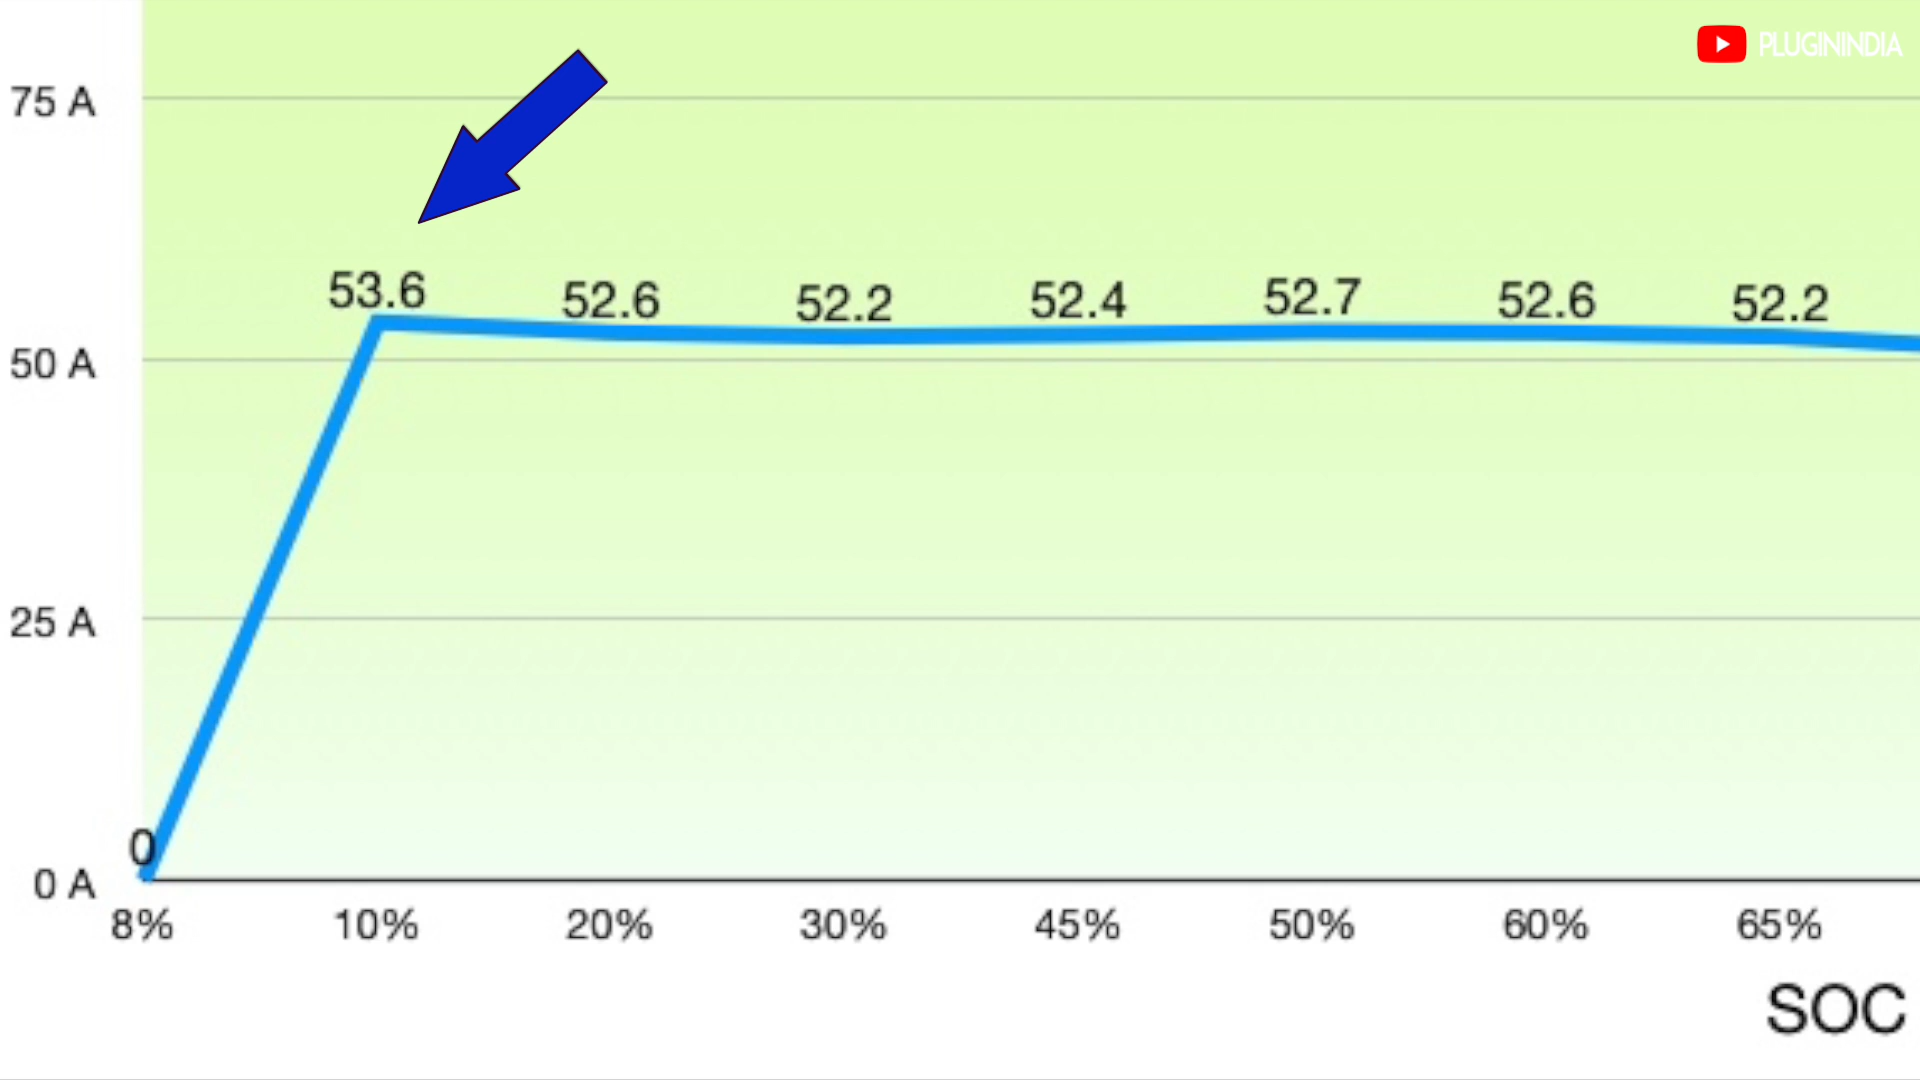 PLUGININDIA
75 A
53.6 52.6 52.2 52.4 52.7 52.6 52.2
50 A
25 A
0
0 A
8% 10% 20% 30% 45% 50% 60% 65%
SOC